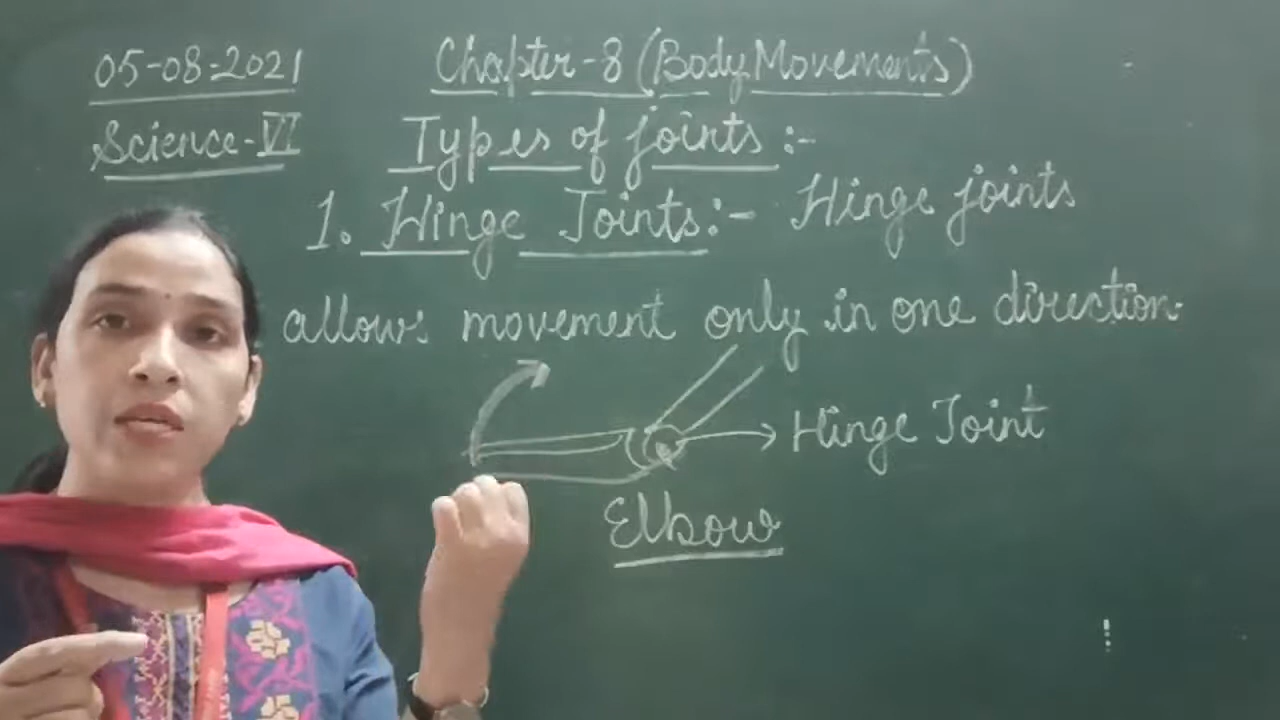 05-08-2021
Chapter-8 (Body Movements)
Science-VI
Types of joints :-
1. Hinge Joints:- Hinge joints
allows movement only in one direction.
Hinge Joint
Elbow